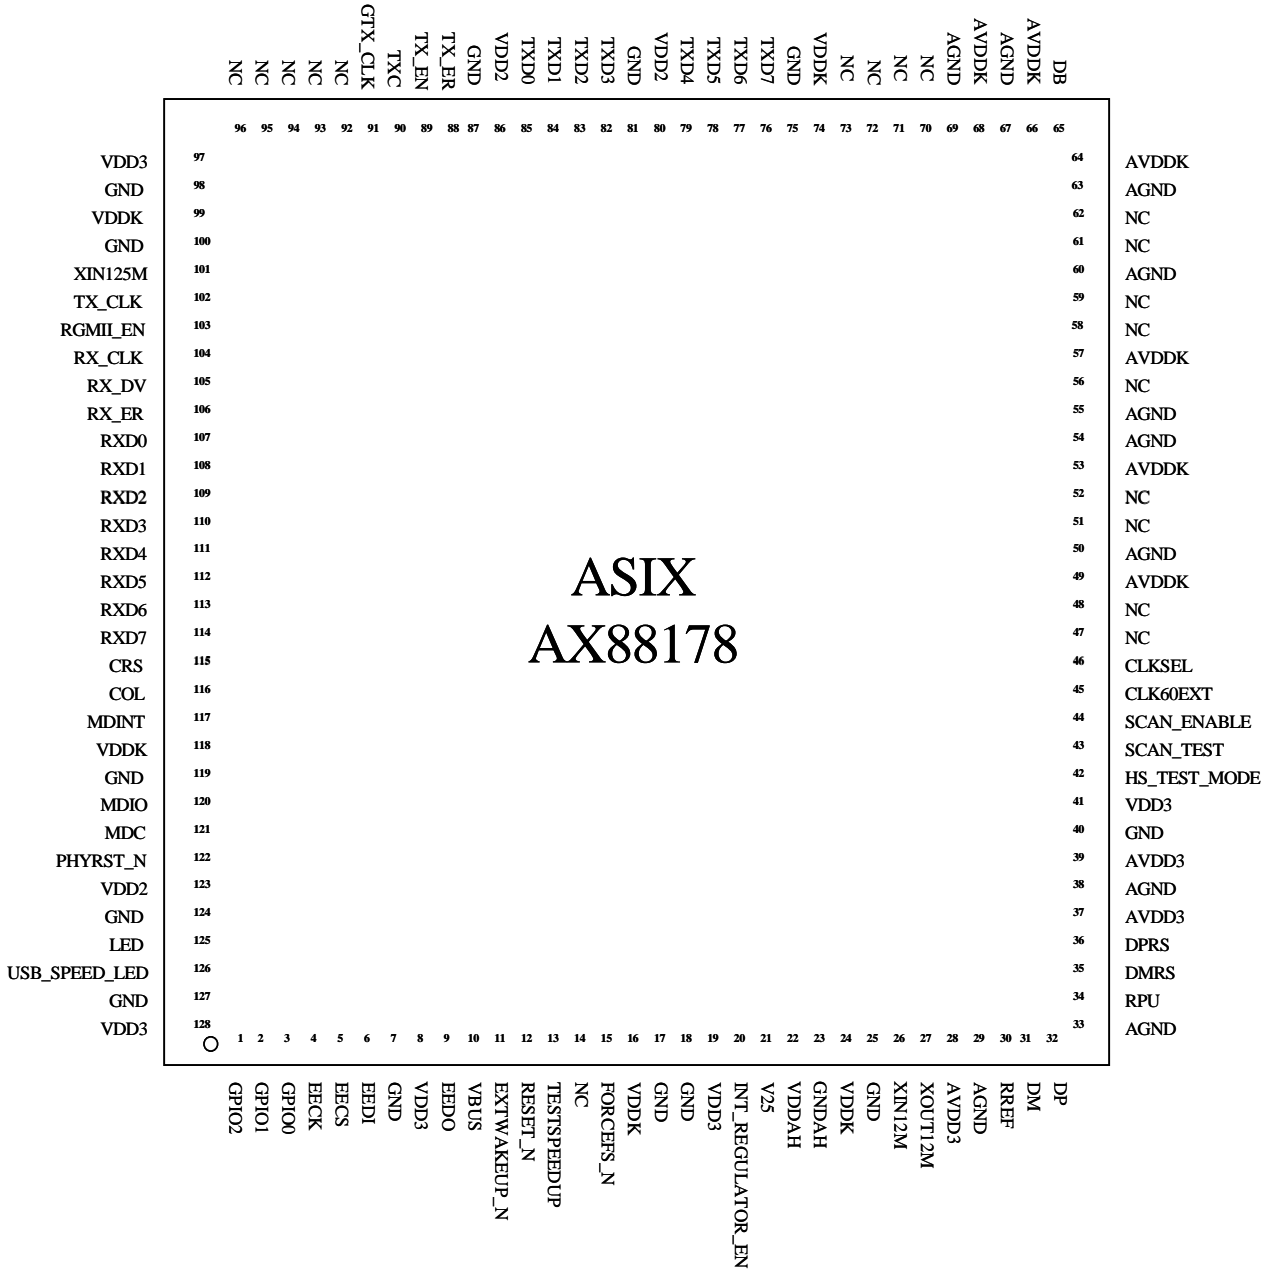 NC NC NC NC NC GTX_CLK TXC TX_EN TX_ER GND VDD2 TXD0 TXD1 TXD2 TXD3 GND VDD2 TXD4 TXD5 TXD6 TXD7 GND VDDK NC NC NC NC AGND AVDDK AGND AVDDK DB
96 95 94 93 92 91 90 89 88 87 86 85 84 83 82 81 80 79 78 77 76 75 74 73 72 71 70 69 68 67 66 65
VDD3 97 64 AVDDK
GND 98 63 AGND
VDDK 99 62 NC
GND 100 61 NC
XIN125M 101 60 AGND
TX_CLK 102 59 NC
RGMII_EN 103 58 NC
RX_CLK 104 57 AVDDK
RX_DV 105 56 NC
RX_ER 106 55 AGND
RXD0 107 54 AGND
RXD1 108 53 AVDDK
RXD2 109 52 NC
RXD3 110 51 NC
RXD4 111 50 AGND
RXD5 112 ASIX 49 AVDDK
RXD6 113 48 NC
RXD7 114 AX88178 47 NC
CRS 115 46 CLKSEL
COL 116 45 CLK60EXT
MDINT 117 44 SCAN_ENABLE
VDDK 118 43 SCAN_TEST
GND 119 42 HS_TEST_MODE
MDIO 120 41 VDD3
MDC 121 40 GND
PHYRST_N 122 39 AVDD3
VDD2 123 38 AGND
GND 124 37 AVDD3
LED 125 36 DPRS
USB_SPEED_LED 126 35 DMRS
GND 127 34 RPU
VDD3 128 33 AGND
1 2 3 4 5 6 7 8 9 10 11 12 13 14 15 16 17 18 19 20 21 22 23 24 25 26 27 28 29 30 31 32
GPIO2 GPIO1 GPIO0 EECK EECS EEDI GND VDD3 EEDO VBUS EXTWAKEUP_N RESET_N TESTSPEEDUP NC FORCEFS_N VDDK GND GND VDD3 INT_REGULATOR_EN V25 VDDAH GNDAH VDDK GND XIN12M XOUT12M AVDD3 AGND RREF DM DP